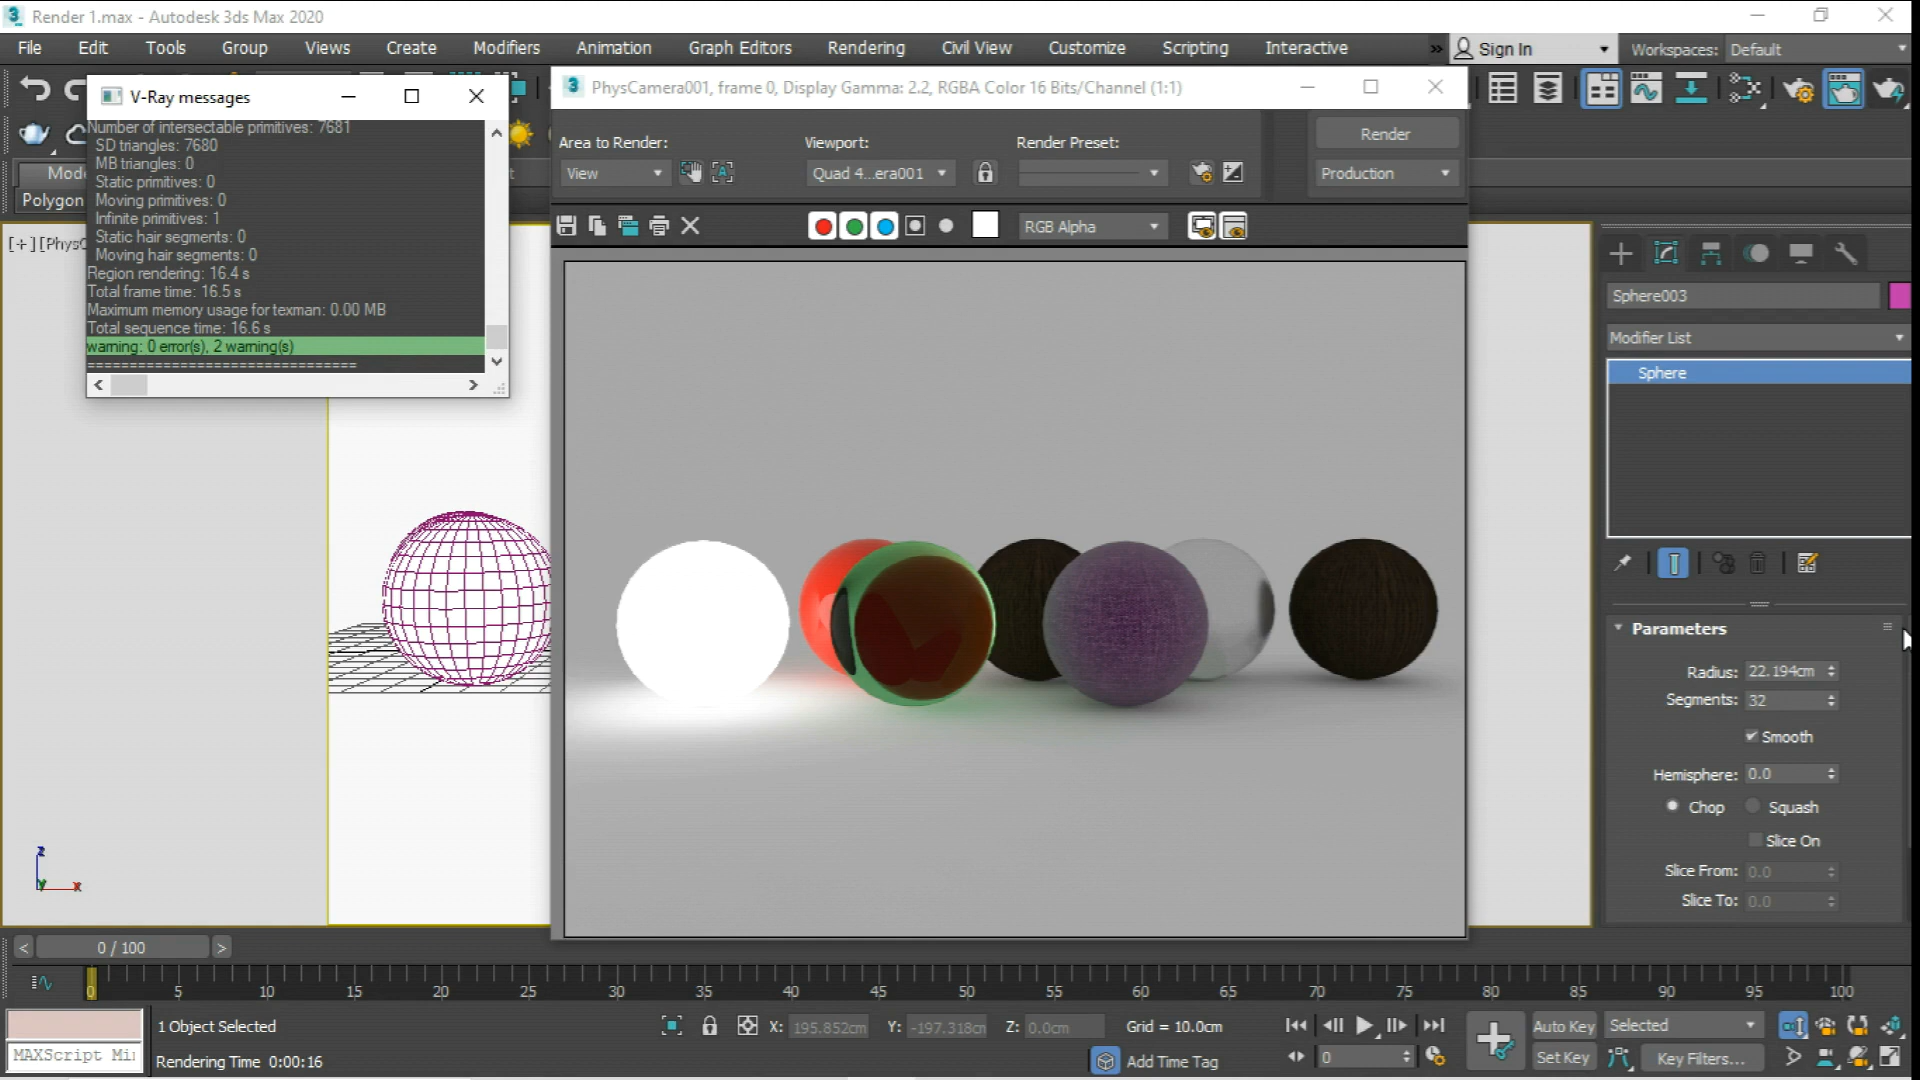 Render 1.max - Autodesk 3ds Max 2020
File Edit Tools Group Views Create Modifiers Animation Graph Editors Rendering Civil View Customize Scripting Interactive
Sign In
Workspaces: Default
V-Ray messages
Number of intersectable primitives: 7681
SD triangles: 7680
MB triangles: 0
Static primitives: 0
Moving primitives: 0
Infinite primitives: 1
Static hair segments: 0
Moving hair segments: 0
Region rendering: 16.4 s
Total frame time: 16.5 s
Maximum memory usage for texman: 0.00 MB
Total sequence time: 16.6 s
warning: 0 error(s), 2 warning(s)
==============================
PhysCamera001, frame 0, Display Gamma: 2.2, RGBA Color 16 Bits/Channel (1:1)
Area to Render:
View
Viewport:
Quad 4...era001
Render Preset:
Render
Production
RGB Alpha
Polygon
[+][Phys
Sphere003
Modifier List
Sphere
Parameters
Radius: 22.194cm
Segments: 32
Smooth
Hemisphere: 0.0
Chop Squash
Slice On
Slice From: 0.0
Slice To: 0.0
z
y
x
< 0 / 100 >
0 5 10 15 20 25 30 35 40 45 50 55 60 65 70 75 80 85 90 95 100
1 Object Selected
X: 195.852cm Y: -197.318cm Z: 0.0cm
Grid = 10.0cm
Auto Key
Selected
MAXScript Mi
Rendering Time 0:00:16
Add Time Tag
0
Set Key
Key Filters...